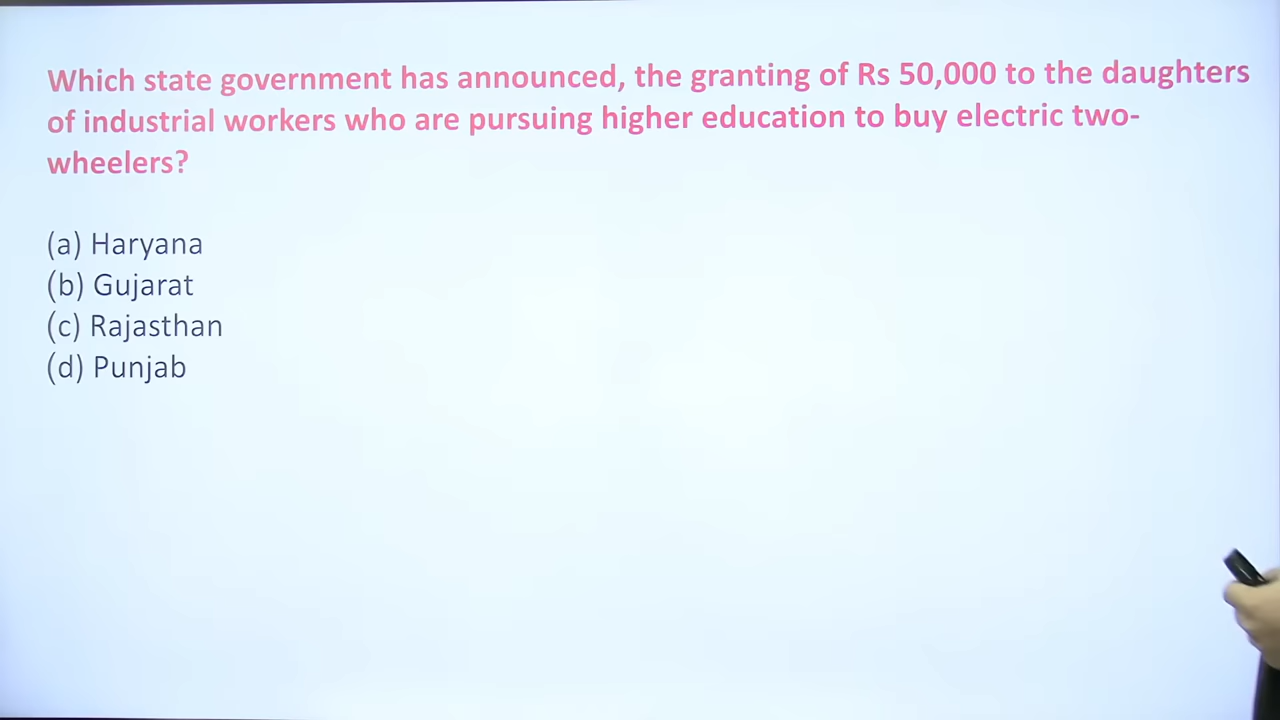 Which state government has announced, the granting of Rs 50,000 to the daughters
of industrial workers who are pursuing higher education to buy electric two-
wheelers?
(a) Haryana
(b) Gujarat
(c) Rajasthan
(d) Punjab